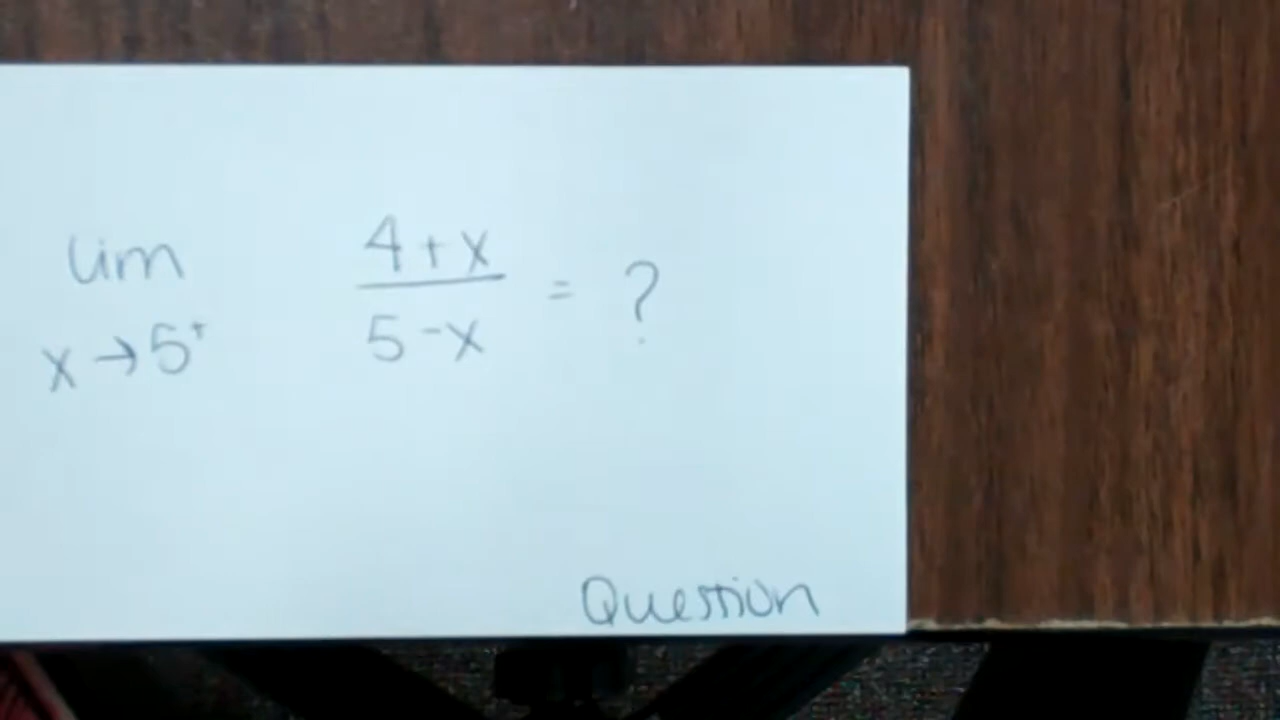 lim 4+x = ?
x→5⁺ 5-x
Question